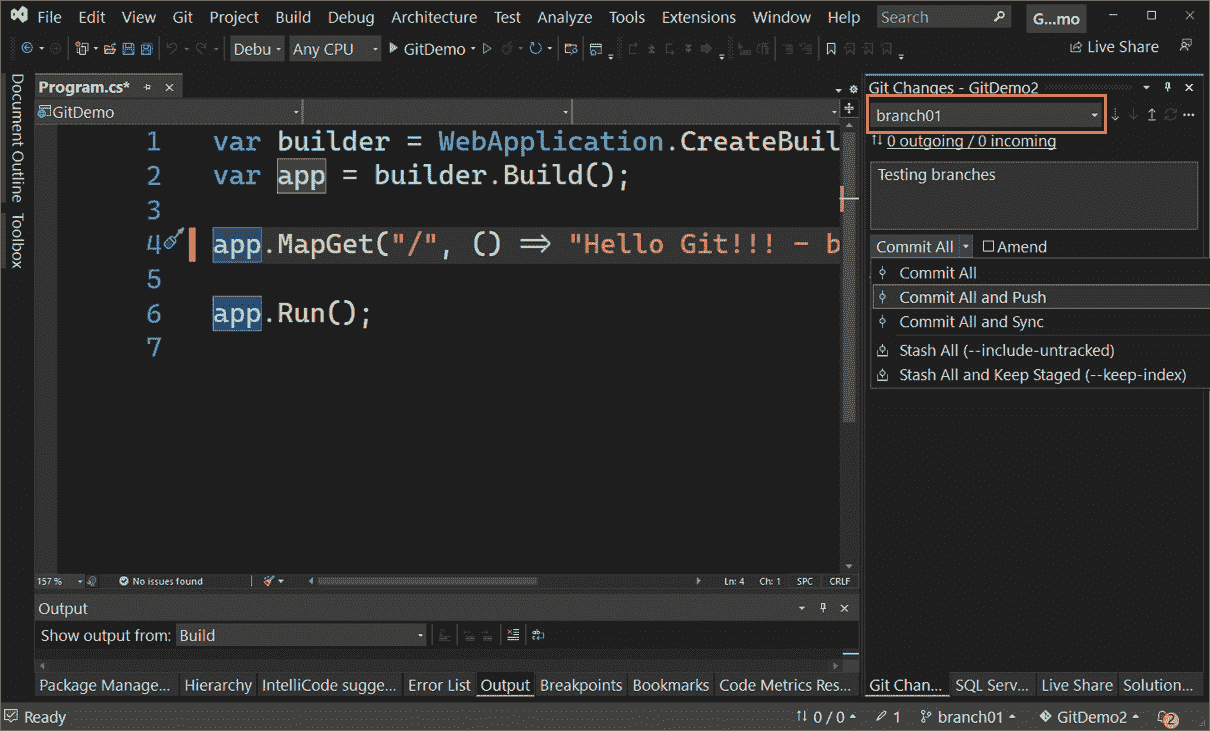 File Edit View Git Project Build Debug Architecture Test Analyze Tools Extensions Window Help Search G...mo
Debu Any CPU GitDemo Live Share
Document Outline
Toolbox
Program.cs*
GitDemo
1 var builder = WebApplication.CreateBuil
2 var app = builder.Build();
3
4 app.MapGet("/", () => "Hello Git!!! - b
5
6 app.Run();
7
157 % No issues found Ln: 4 Ch: 1 SPC CRLF
Output
Show output from: Build
Package Manage... Hierarchy IntelliCode sugge... Error List Output Breakpoints Bookmarks Code Metrics Res...
Git Changes - GitDemo2
branch01
0 outgoing / 0 incoming
Testing branches
Commit All Amend
Commit All
Commit All and Push
Commit All and Sync
Stash All (--include-untracked)
Stash All and Keep Staged (--keep-index)
Git Chan... SQL Serv... Live Share Solution...
Ready 0 / 0 1 branch01 GitDemo2 2